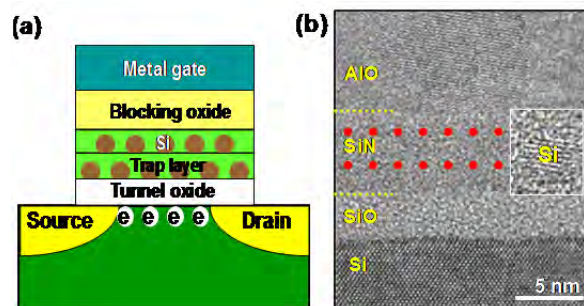 (a)
Metal gate
Blocking oxide
Si
Trap layer
Tunnel oxide
Source
e e e e
Drain
(b)
AlO
SiN
Si
SiO
Si
5 nm